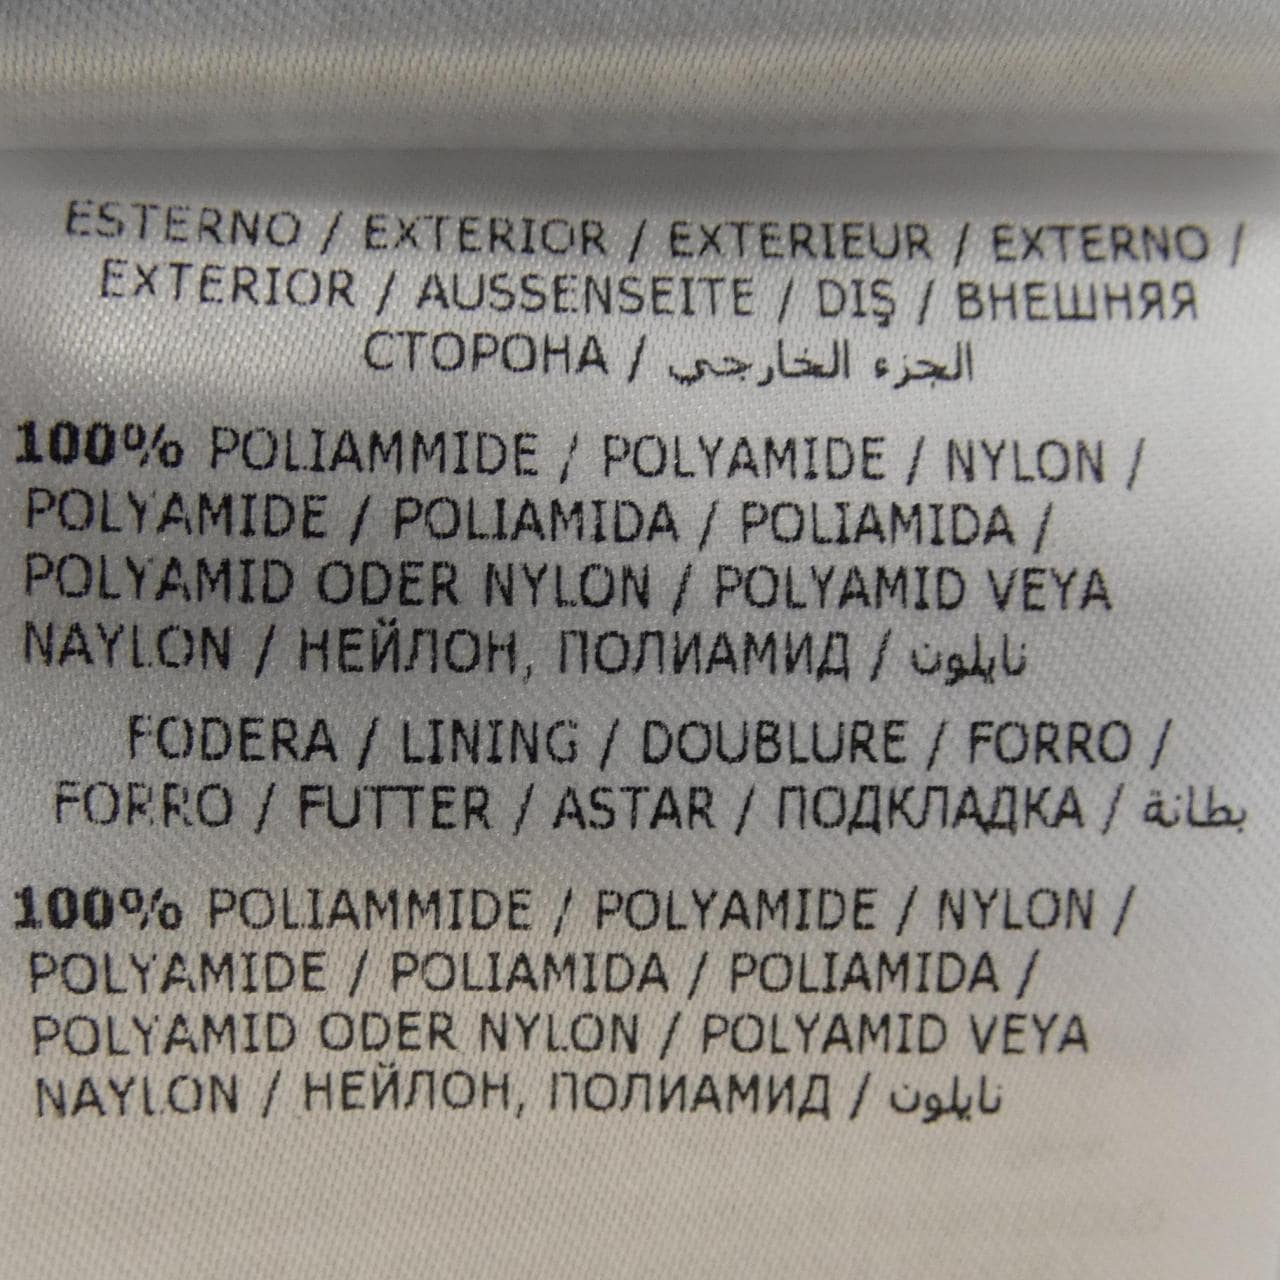 ESTERNO / EXTERIOR / EXTERIEUR / EXTERNO /
EXTERIOR / AUSSENSEITE / DIŞ / ВНЕШНЯЯ
СТОРОНА / الجزء الخارجي
100% POLIAMMIDE / POLYAMIDE / NYLON /
POLYAMIDE / POLIAMIDA / POLIAMIDA /
POLYAMID ODER NYLON / POLYAMID VEYA
NAYLON / НЕЙЛОН, ПОЛИАМИД / نايلون
FODERA / LINING / DOUBLURE / FORRO /
FORRO / FUTTER / ASTAR / ПОДКЛАДКА / بطانة
100% POLIAMMIDE / POLYAMIDE / NYLON /
POLYAMIDE / POLIAMIDA / POLIAMIDA /
POLYAMID ODER NYLON / POLYAMID VEYA
NAYLON / НЕЙЛОН, ПОЛИАМИД / نايلون